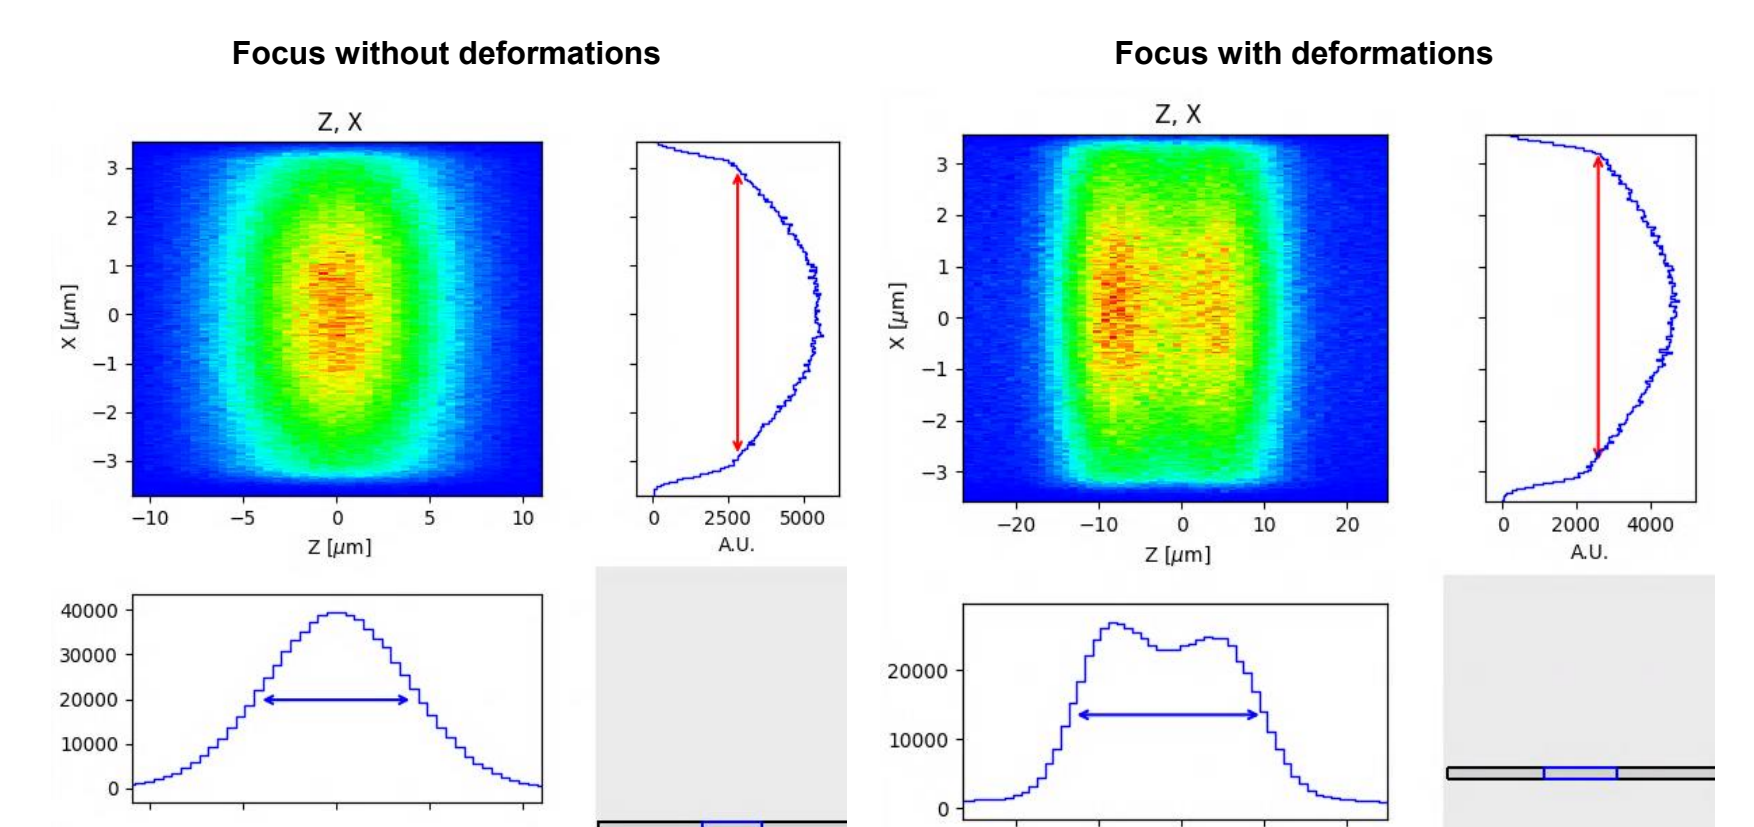 Focus without deformations
Focus with deformations
Z, X
3
2
1
0
−1
−2
−3
X [μm]
−10 −5 0 5 10
Z [μm]
0 2500 5000
A.U.
40000
30000
20000
10000
0
Z, X
3
2
1
0
−1
−2
−3
X [μm]
−20 −10 0 10 20
Z [μm]
0 2000 4000
A.U.
20000
10000
0